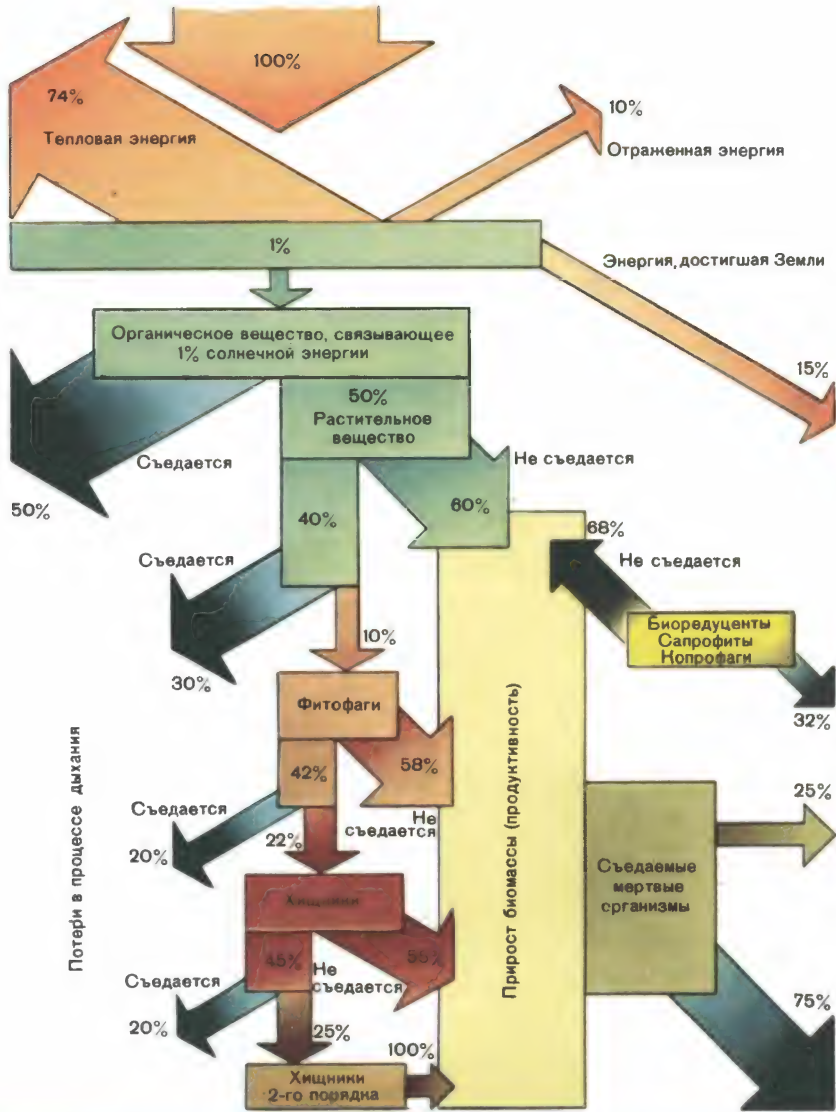 100%
74%
Тепловая энергия
10%
Отраженная энергия
1%
Энергия, достигшая Земли
Органическое вещество, связывающее
1% солнечной энергии
15%
50%
Растительное
вещество
Съедается
Не съедается
50%
40%
60%
68%
Съедается
Не съедается
Биоредуценты
Сапрофиты
Копрофаги
10%
30%
32%
Фитофаги
42%
58%
25%
Съедается
Не
съедается
20%
22%
Съедаемые
мертвые
организмы
Хищники
45%
55%
Не
съедается
Съедается
20%
25%
75%
100%
Хищники
2-го порядка
Потери в процессе дыхания
Прирост биомассы (продуктивность)